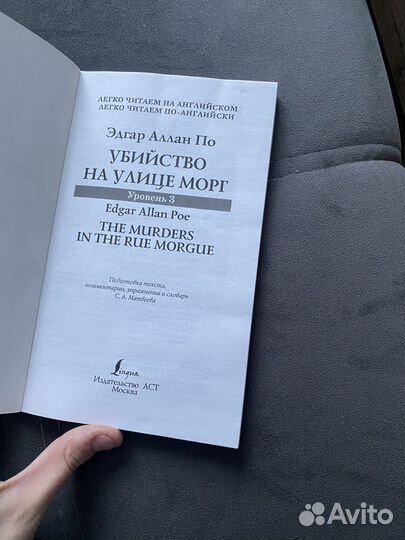 ЛЕГКО ЧИТАЕМ НА АНГЛИЙСКОМ
ЛЕГКО ЧИТАЕМ ПО-АНГЛИЙСКИ
Эдгар Аллан По
УБИЙСТВО
НА УЛИЦЕ МОРГ
Уровень 3
Edgar Allan Poe
THE MURDERS
IN THE RUE MORGUE
Подготовка текста,
комментарии, упражнения и словарь
С. А. Матвеева
Lingua
Издательство АСТ
Москва
Avito